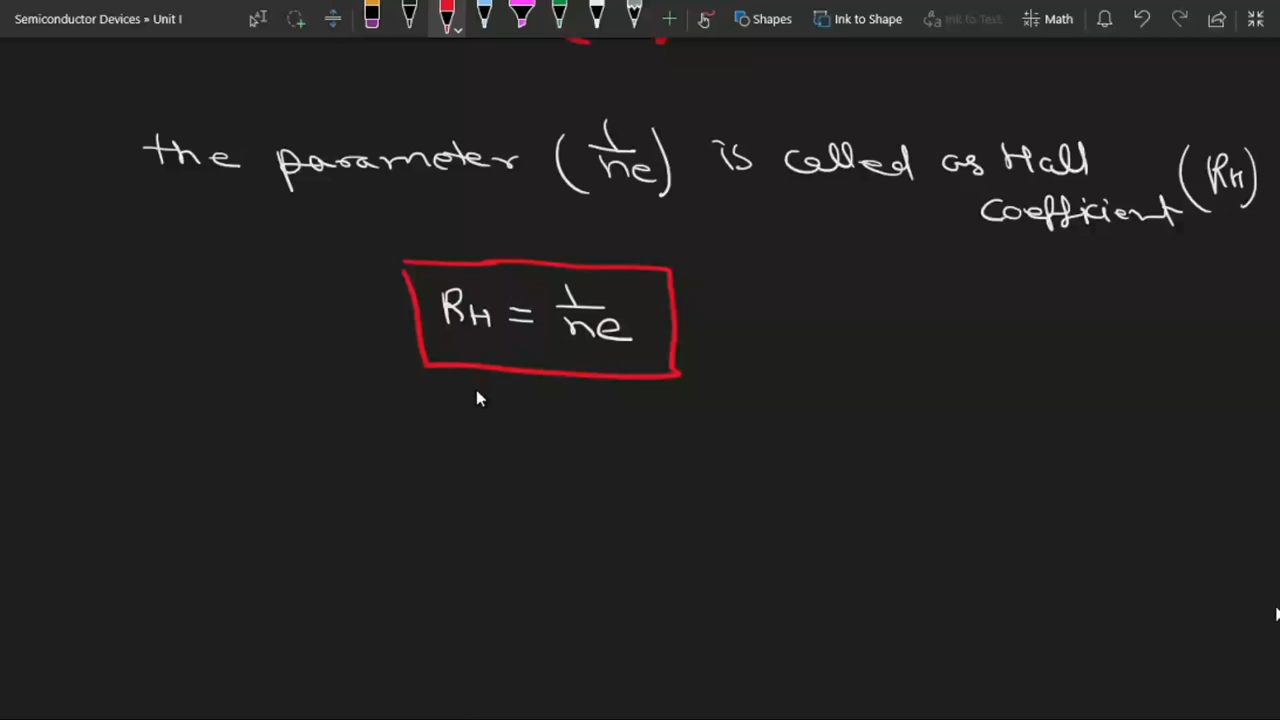 Semiconductor Devices » Unit I
Shapes
Ink to Shape
Ink to Text
Math
the parameter (1/ne) is called as Hall coefficient (RH)
RH = 1/ne